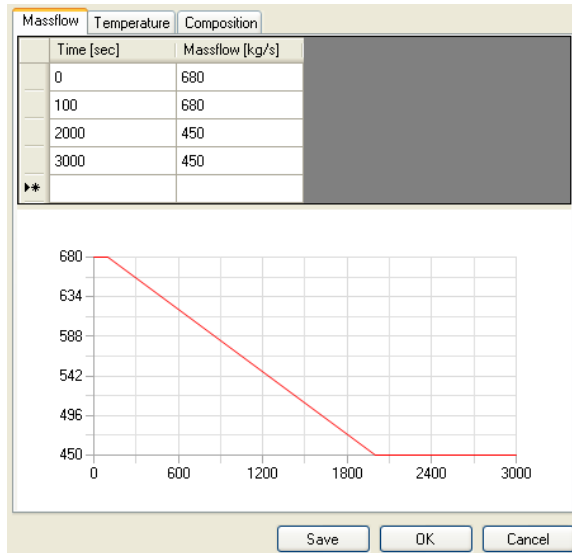 Massflow Temperature Composition
Time [sec] Massflow [kg/s]
0 680
100 680
2000 450
3000 450
680
634
588
542
496
450
0 600 1200 1800 2400 3000
Save OK Cancel